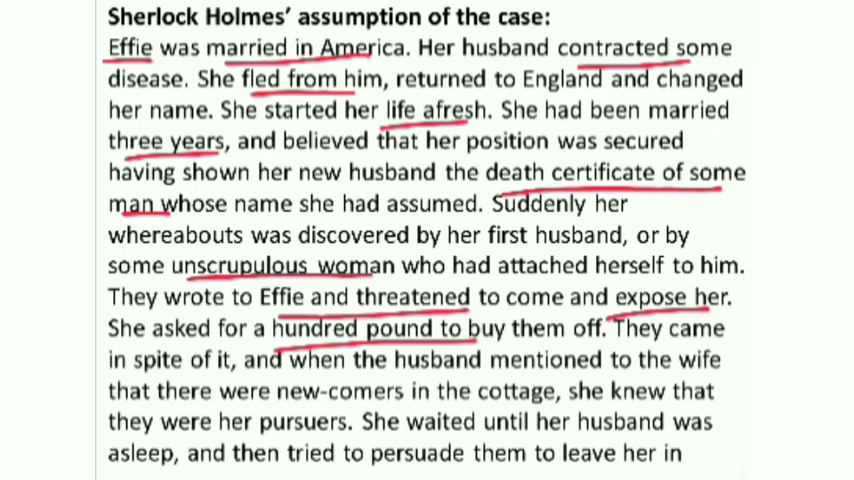 Sherlock Holmes’ assumption of the case:
Effie was married in America. Her husband contracted some
disease. She fled from him, returned to England and changed
her name. She started her life afresh. She had been married
three years, and believed that her position was secured
having shown her new husband the death certificate of some
man whose name she had assumed. Suddenly her
whereabouts was discovered by her first husband, or by
some unscrupulous woman who had attached herself to him.
They wrote to Effie and threatened to come and expose her.
She asked for a hundred pound to buy them off. They came
in spite of it, and when the husband mentioned to the wife
that there were new-comers in the cottage, she knew that
they were her pursuers. She waited until her husband was
asleep, and then tried to persuade them to leave her in